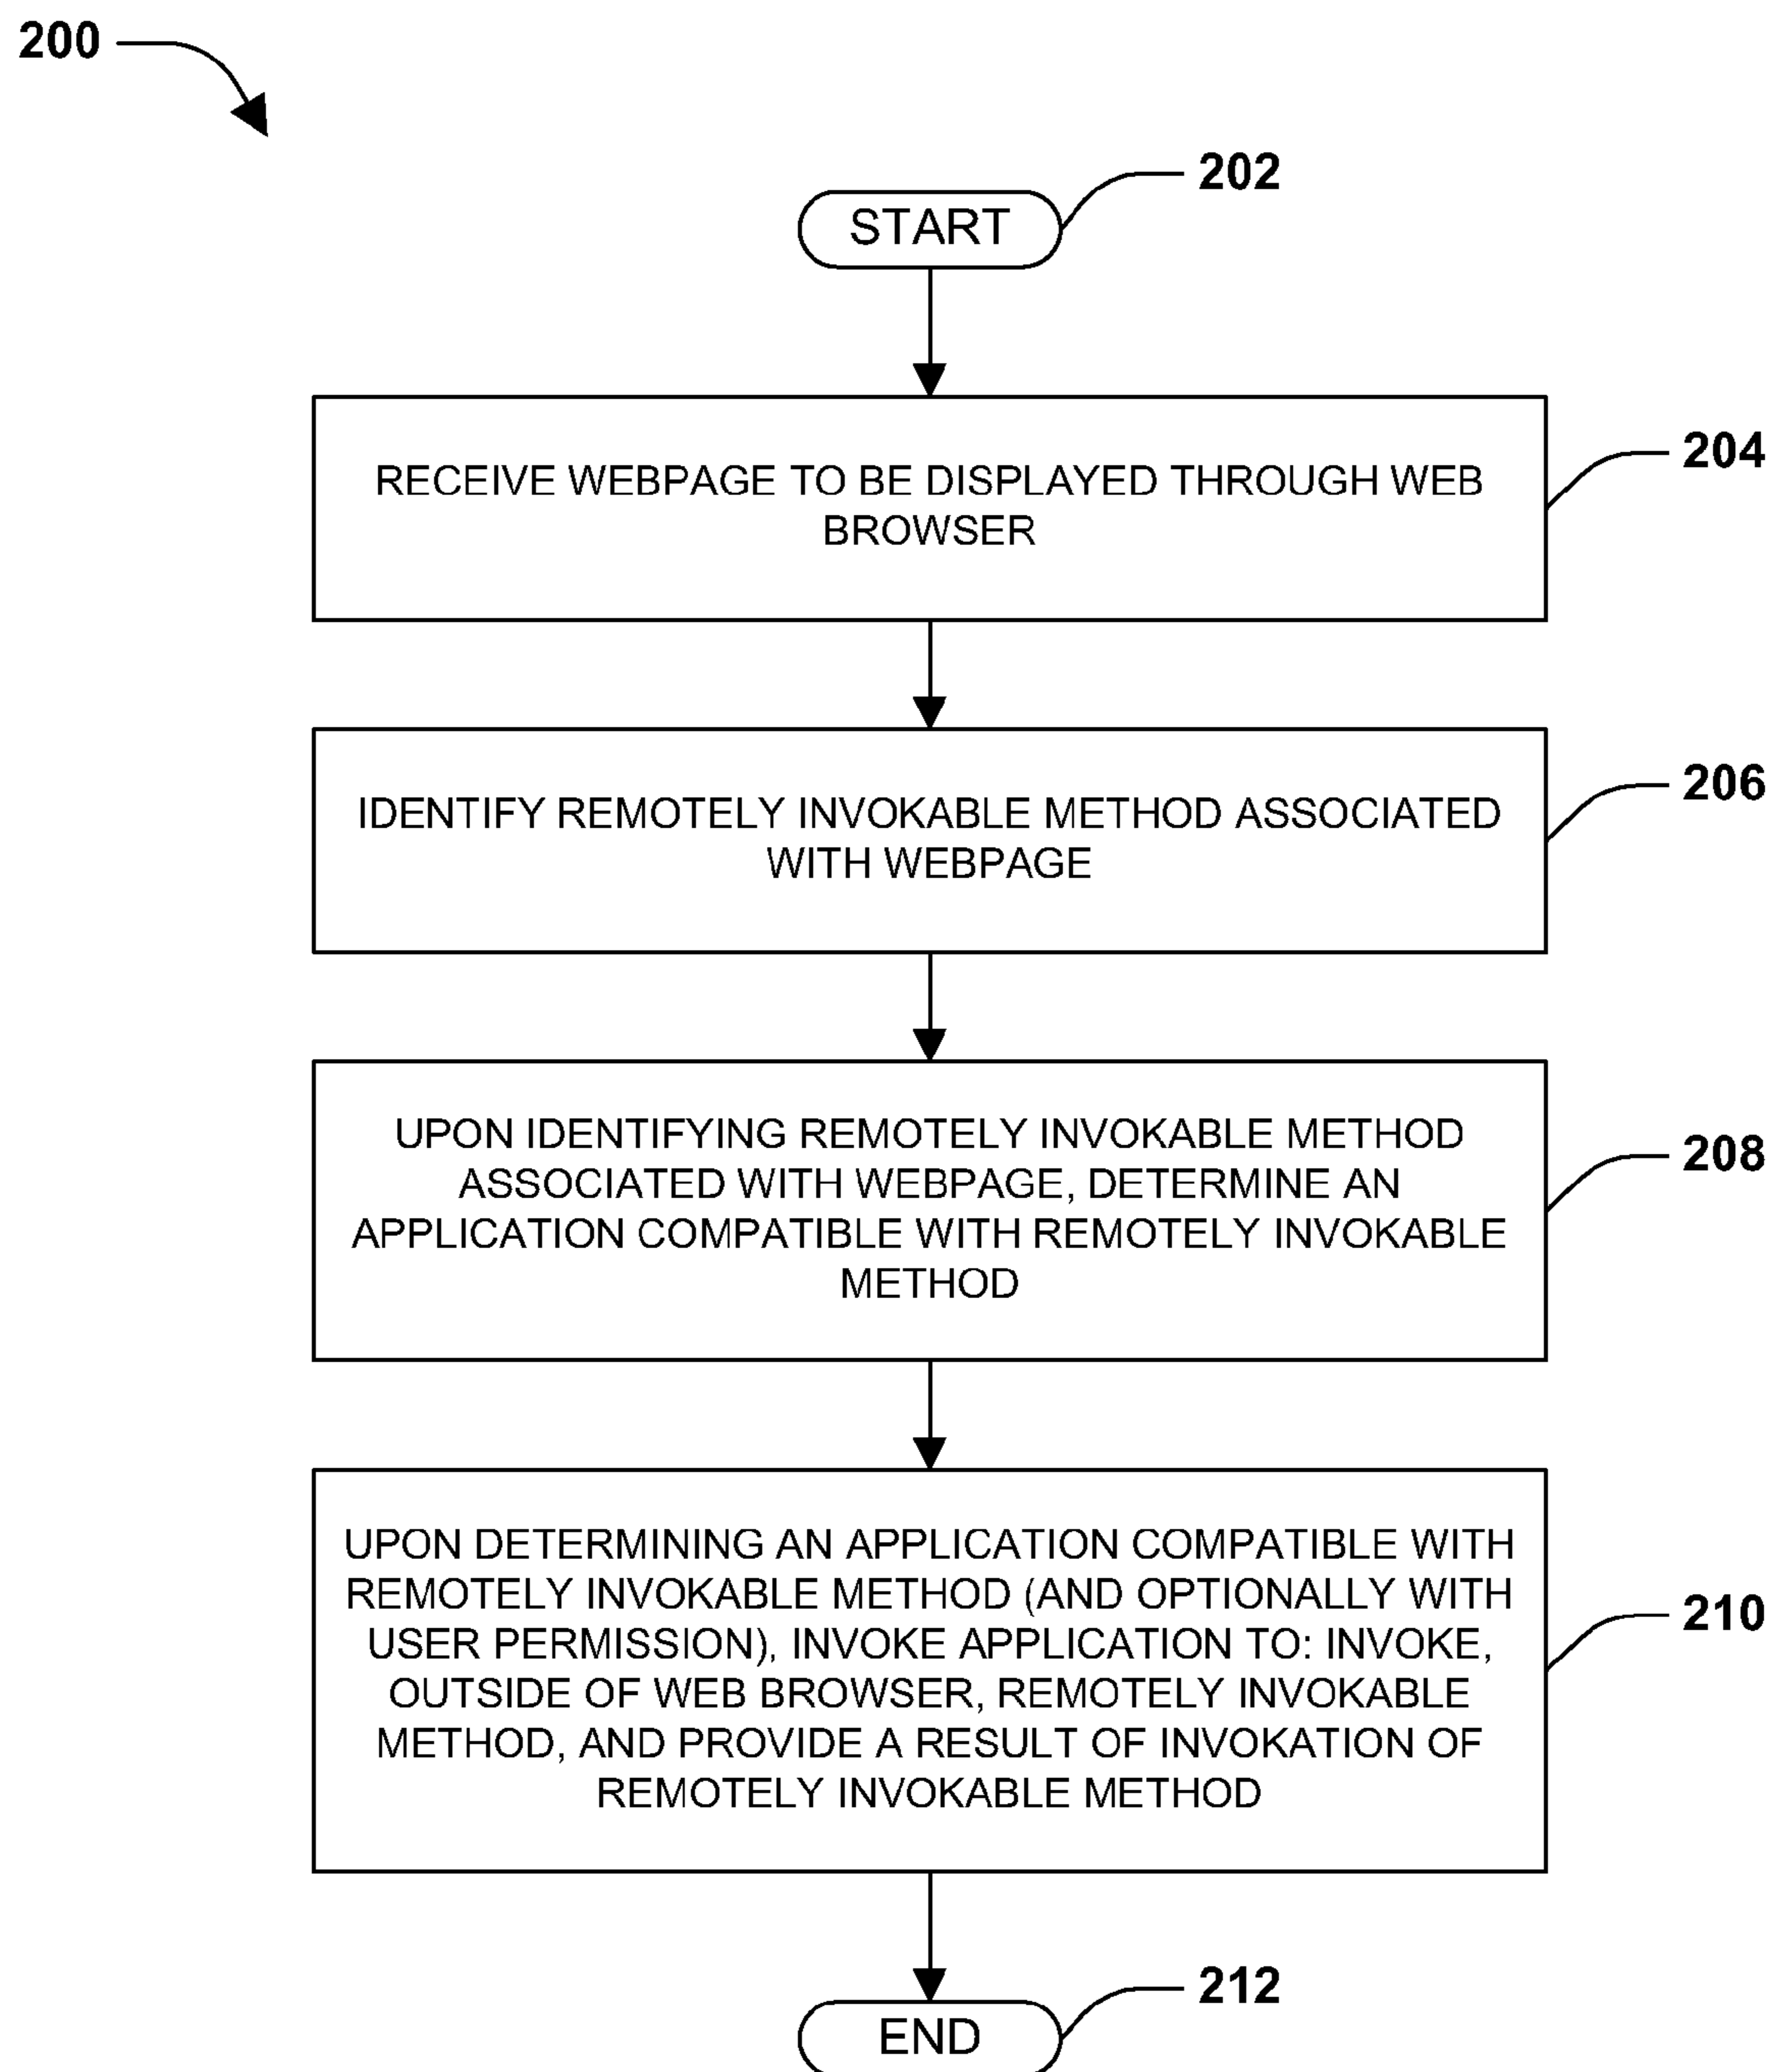 200
202
START
204
RECEIVE WEBPAGE TO BE DISPLAYED THROUGH WEB
BROWSER
206
IDENTIFY REMOTELY INVOKABLE METHOD ASSOCIATED
WITH WEBPAGE
208
UPON IDENTIFYING REMOTELY INVOKABLE METHOD
ASSOCIATED WITH WEBPAGE, DETERMINE AN
APPLICATION COMPATIBLE WITH REMOTELY INVOKABLE
METHOD
210
UPON DETERMINING AN APPLICATION COMPATIBLE WITH
REMOTELY INVOKABLE METHOD (AND OPTIONALLY WITH
USER PERMISSION), INVOKE APPLICATION TO: INVOKE,
OUTSIDE OF WEB BROWSER, REMOTELY INVOKABLE
METHOD, AND PROVIDE A RESULT OF INVOKATION OF
REMOTELY INVOKABLE METHOD
212
END